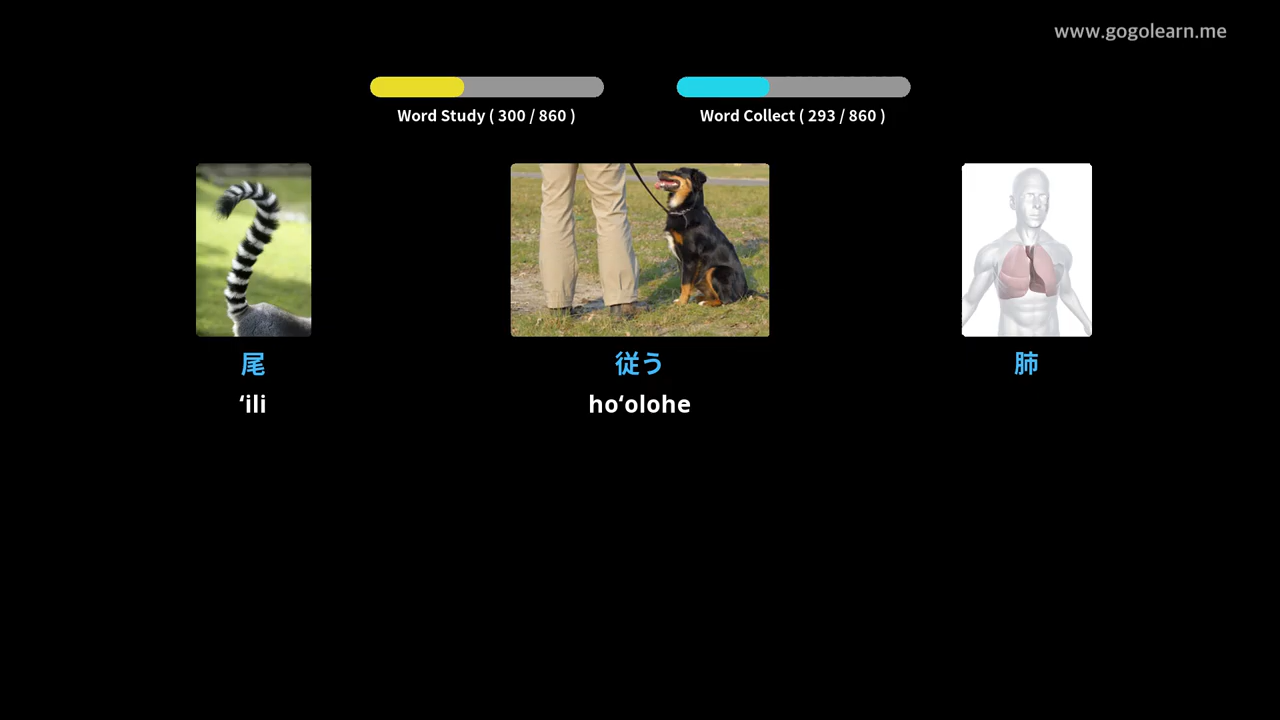 www.gogolearn.me
Word Study ( 300 / 860 )
Word Collect ( 293 / 860 )
尾
従う
肺
ʻili
hoʻolohe